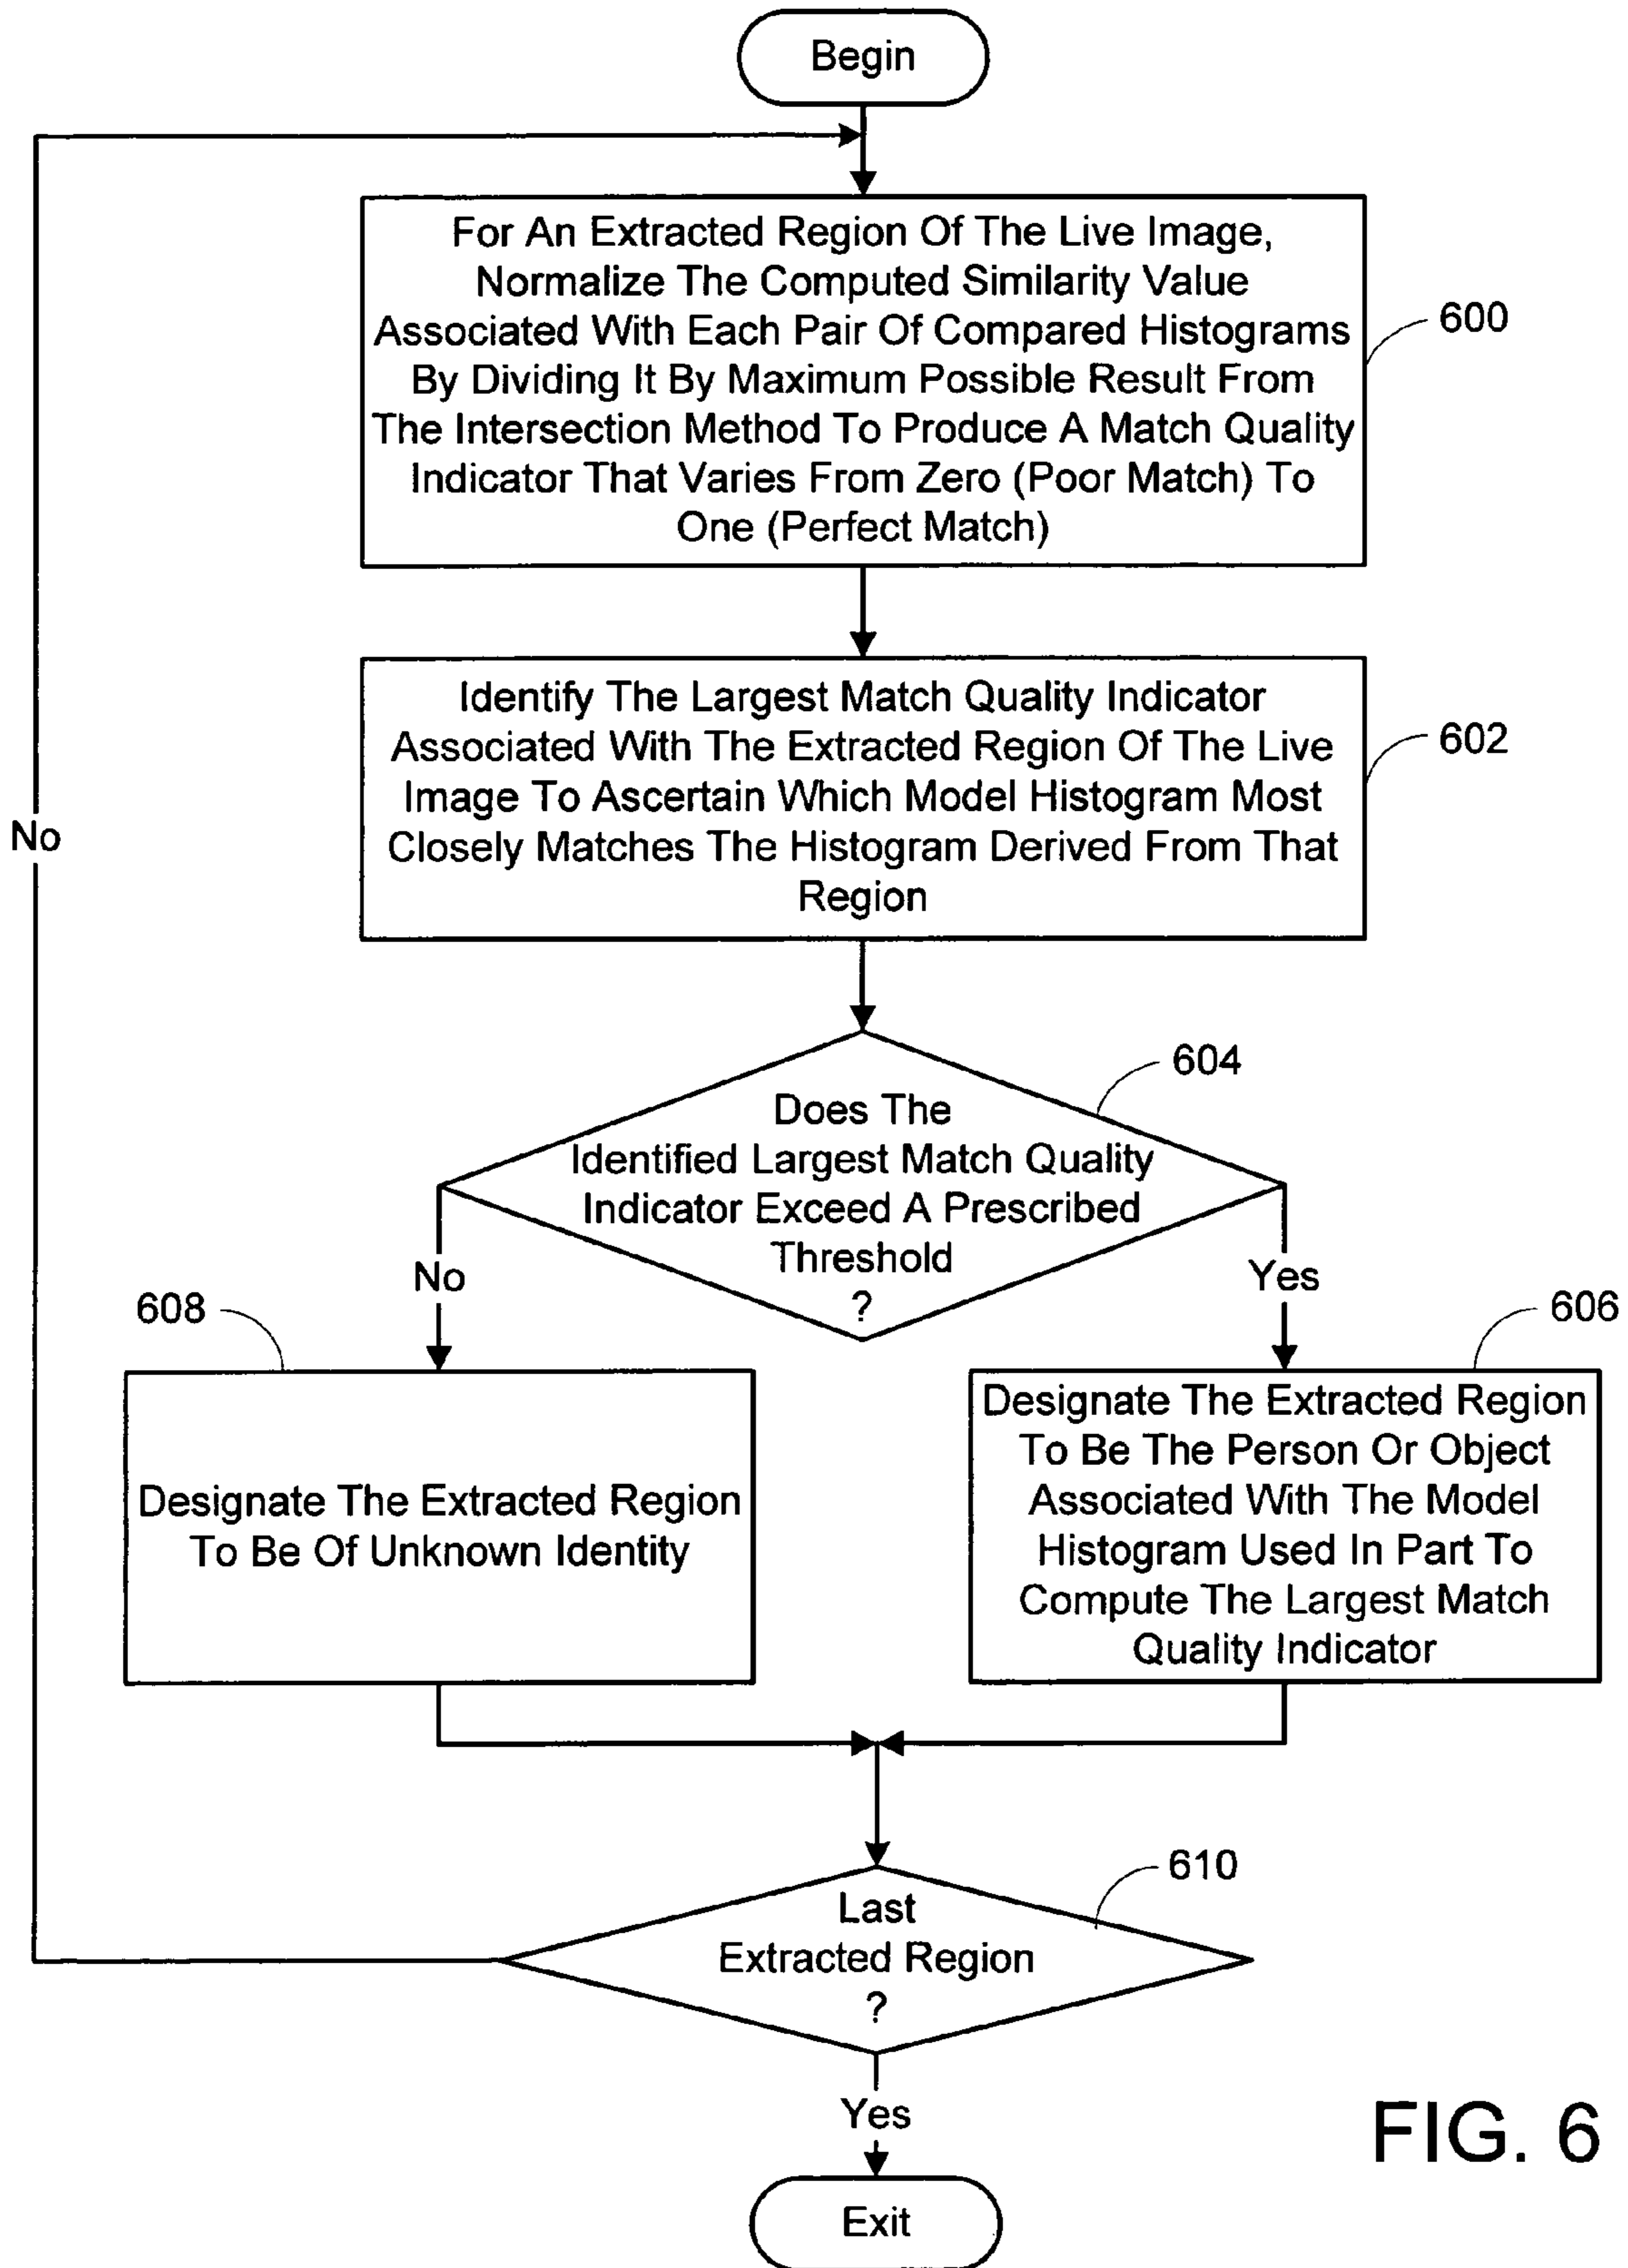 Begin
For An Extracted Region Of The Live Image,
Normalize The Computed Similarity Value
Associated With Each Pair Of Compared Histograms
By Dividing It By Maximum Possible Result From
The Intersection Method To Produce A Match Quality
Indicator That Varies From Zero (Poor Match) To
One (Perfect Match)
600
Identify The Largest Match Quality Indicator
Associated With The Extracted Region Of The Live
Image To Ascertain Which Model Histogram Most
Closely Matches The Histogram Derived From That
Region
602
No
604
Does The
Identified Largest Match Quality
Indicator Exceed A Prescribed
Threshold
?
No
Yes
608
606
Designate The Extracted Region
To Be Of Unknown Identity
Designate The Extracted Region
To Be The Person Or Object
Associated With The Model
Histogram Used In Part To
Compute The Largest Match
Quality Indicator
610
Last
Extracted Region
?
Yes
Exit
FIG. 6